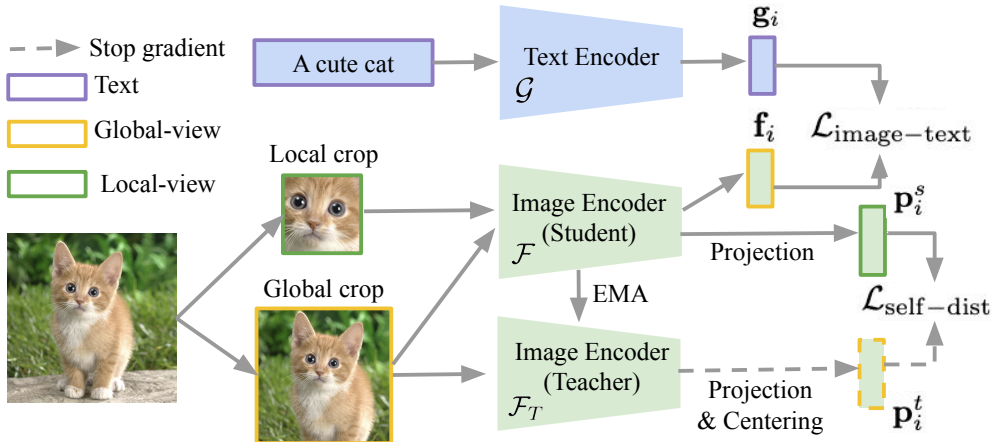 Stop gradient
Text
Global-view
Local-view
A cute cat
Text Encoder
𝒢
g_i
ℒ_image−text
f_i
Local crop
Image Encoder
(Student)
ℱ
Projection
p_i^s
ℒ_self−dist
EMA
Global crop
Image Encoder
(Teacher)
ℱ_T
Projection
& Centering
p_i^t